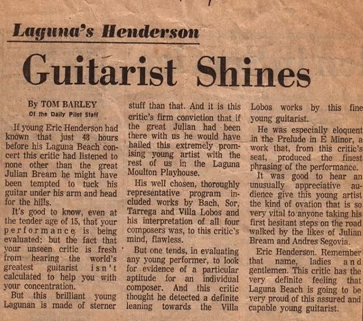 Laguna's Henderson
Guitarist Shines
By TOM BARLEY
Of the Daily Pilot Staff
If young Eric Henderson had
known that just 48 hours
before his Laguna Beach con-
cert this critic had listened to
none other than the great
Julian Bream he might have
been tempted to tuck his
guitar under his arm and head
for the hills.
It's good to know, even at
the tender age of 15, that your
performance is being
evaluated; but the fact that
your unseen critic is fresh
from hearing the world's
greatest guitarist isn't
calculated to help you with
your concentration.
But this brilliant young
Lagunan is made of sterner
stuff than that. And it is this
critic's firm conviction that if
the great Julian had been
there with us he would have
hailed this extremely prom-
ising young artist with the
rest of us in the Laguna
Moulton Playhouse.
His well chosen, thoroughly
representative program in-
cluded works by Bach, Sor,
Tarrega and Villa Lobos and
his interpretation of all four
composers was, to this critic's
mind, flawless.
But one tends, in evaluating
any young performer, to look
for evidence of a particular
aptitude for an individual
composer. And this critic
thought he detected a definite
leaning towards the Villa
Lobos works by this fine
young guitarist.
He was especially eloquent
in the Prelude in E Minor, a
work that, from this critic's
seat, produced the finest
phrasing of the performance.
It was good to hear an
unusually appreciative au-
dience give this young artist
the kind of ovation that is so
very vital to anyone taking his
first hesitant steps on the road
walked by the likes of Julian
Bream and Andres Segovia.
Eric Henderson. Remember
that name, ladies and
gentlemen. This critic has the
very definite feeling that
Laguna Beach is going to be
very proud of this assured and
capable young guitarist.